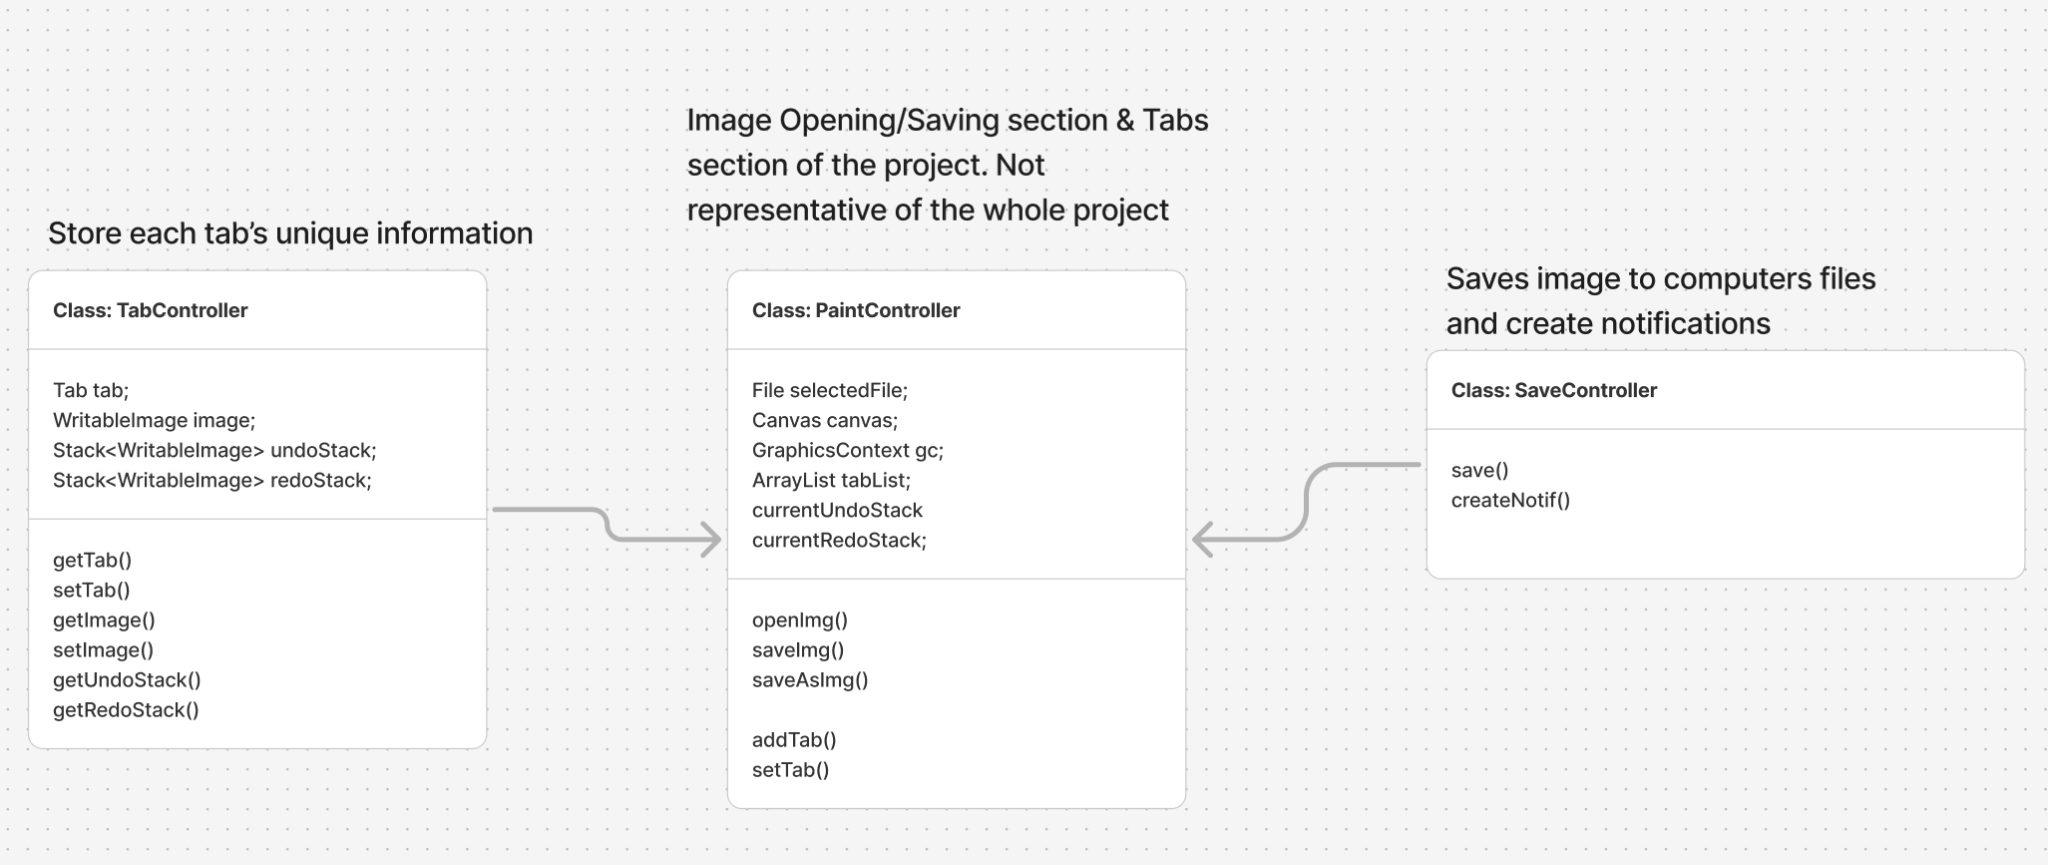 Image Opening/Saving section & Tabs
section of the project. Not
representative of the whole project
Store each tab’s unique information
Class: TabController
Tab tab;
WritableImage image;
Stack<WritableImage> undoStack;
Stack<WritableImage> redoStack;
getTab()
setTab()
getImage()
setImage()
getUndoStack()
getRedoStack()
Class: PaintController
File selectedFile;
Canvas canvas;
GraphicsContext gc;
ArrayList tabList;
currentUndoStack
currentRedoStack;
openImg()
saveImg()
saveAsImg()
addTab()
setTab()
Saves image to computers files
and create notifications
Class: SaveController
save()
createNotif()